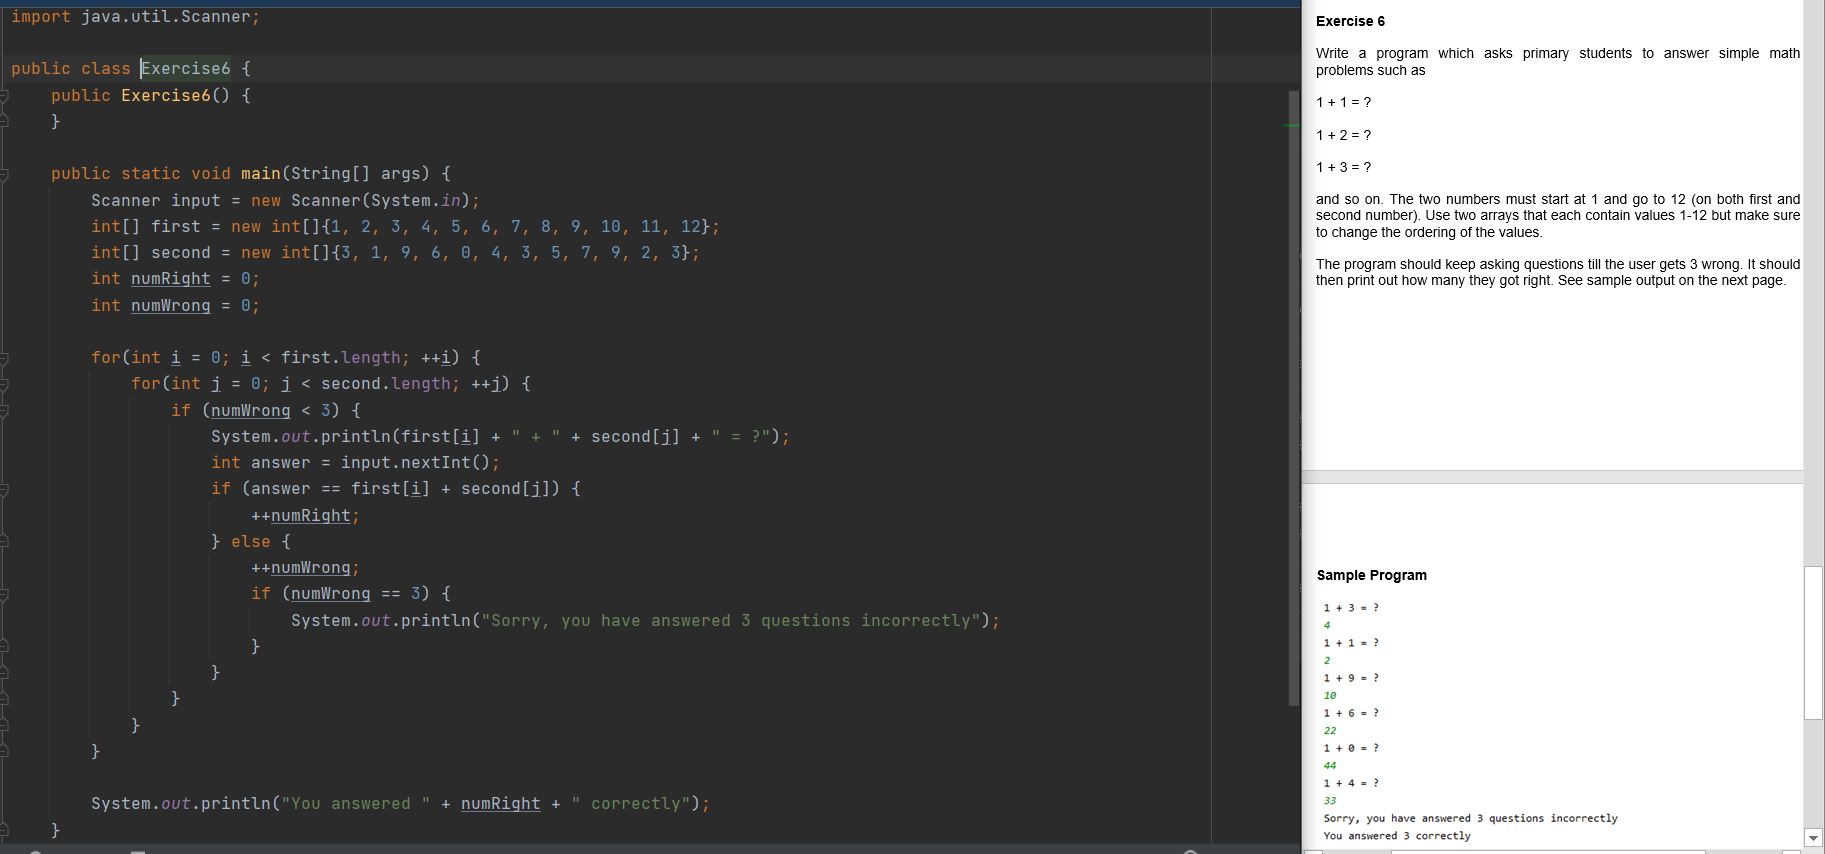 import java.util.Scanner;
public class Exercise6 {
public Exercise6() {
}
public static void main(String[] args) {
Scanner input = new Scanner(System.in);
int[] first = new int[]{1, 2, 3, 4, 5, 6, 7, 8, 9, 10, 11, 12};
int[] second = new int[]{3, 1, 9, 6, 0, 4, 3, 5, 7, 9, 2, 3};
int numRight = 0;
int numWrong = 0;
for(int i = 0; i < first.length; ++i) {
for(int j = 0; j < second.length; ++j) {
if (numWrong < 3) {
System.out.println(first[i] + " + " + second[j] + " = ?");
int answer = input.nextInt();
if (answer == first[i] + second[j]) {
++numRight;
} else {
++numWrong;
if (numWrong == 3) {
System.out.println("Sorry, you have answered 3 questions incorrectly");
}
}
}
}
}
System.out.println("You answered " + numRight + " correctly");
}
Exercise 6
Write a program which asks primary students to answer simple math
problems such as
1 + 1 = ?
1 + 2 = ?
1 + 3 = ?
and so on. The two numbers must start at 1 and go to 12 (on both first and
second number). Use two arrays that each contain values 1-12 but make sure
to change the ordering of the values.
The program should keep asking questions till the user gets 3 wrong. It should
then print out how many they got right. See sample output on the next page.
Sample Program
1 + 3 = ?
4
1 + 1 = ?
2
1 + 9 = ?
10
1 + 6 = ?
22
1 + 0 = ?
44
1 + 4 = ?
33
Sorry, you have answered 3 questions incorrectly
You answered 3 correctly